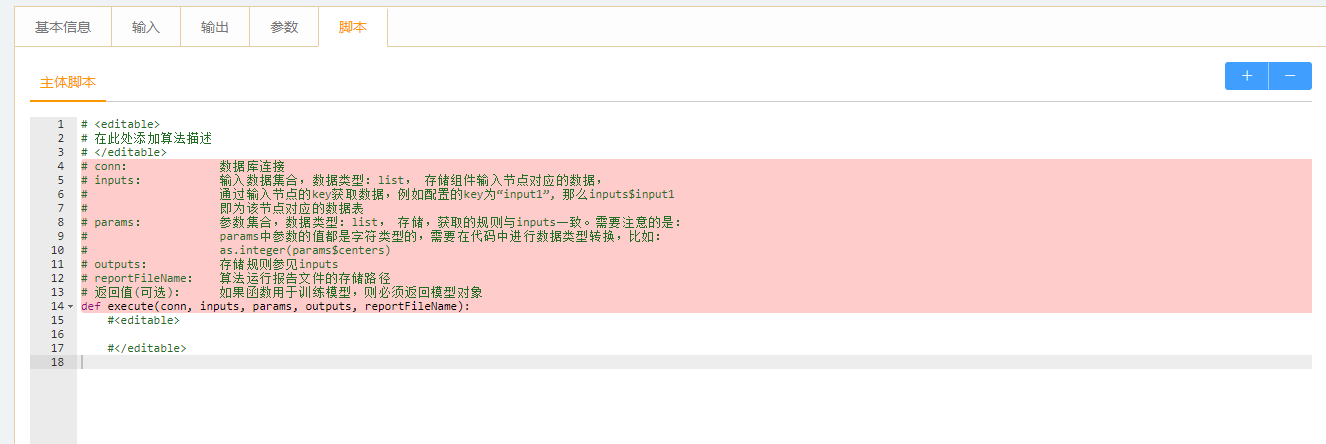 基本信息 输入 输出 参数 脚本
主体脚本 + −
1 # <editable>
2 # 在此处添加算法描述
3 # </editable>
4 # conn: 数据库连接
5 # inputs: 输入数据集合，数据类型：list， 存储组件输入节点对应的数据，
6 # 通过输入节点的key获取数据，例如配置的key为“input1”, 那么inputs$input1
7 # 即为该节点对应的数据表
8 # params: 参数集合，数据类型：list， 存储，获取的规则与inputs一致。需要注意的是：
9 # params中参数的值都是字符类型的，需要在代码中进行数据类型转换，比如：
10 # as.integer(params$centers)
11 # outputs: 存储规则参见inputs
12 # reportFileName: 算法运行报告文件的存储路径
13 # 返回值(可选): 如果函数用于训练模型，则必须返回模型对象
14 def execute(conn, inputs, params, outputs, reportFileName):
15 #<editable>
16
17 #</editable>
18